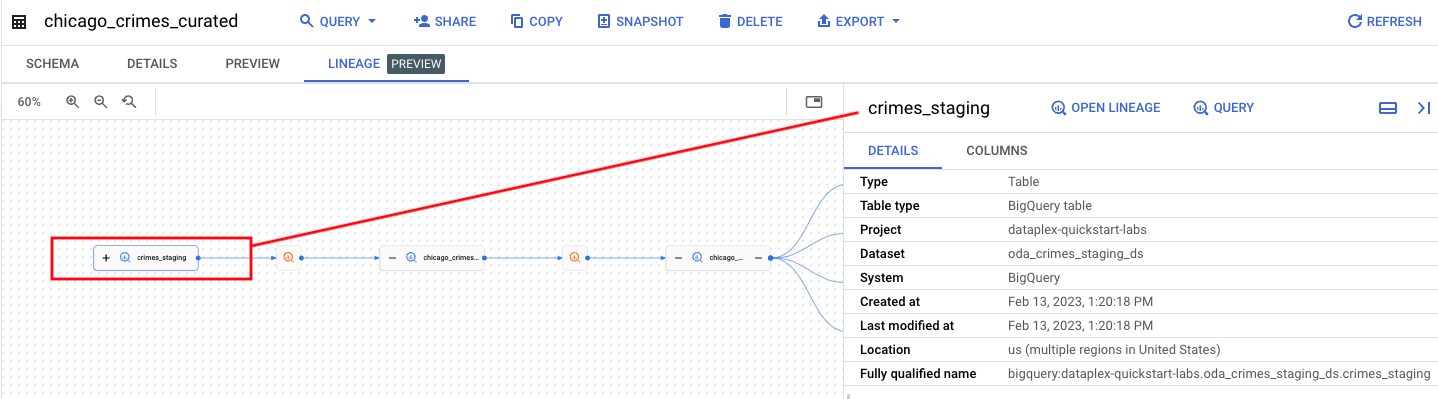 chicago_crimes_curated QUERY SHARE COPY SNAPSHOT DELETE EXPORT REFRESH
SCHEMA DETAILS PREVIEW LINEAGE PREVIEW
60%
crimes_staging chicago_crimes... chicago_...
crimes_staging OPEN LINEAGE QUERY
DETAILS COLUMNS
Type Table
Table type BigQuery table
Project dataplex-quickstart-labs
Dataset oda_crimes_staging_ds
System BigQuery
Created at Feb 13, 2023, 1:20:18 PM
Last modified at Feb 13, 2023, 1:20:18 PM
Location us (multiple regions in United States)
Fully qualified name bigquery:dataplex-quickstart-labs.oda_crimes_staging_ds.crimes_staging